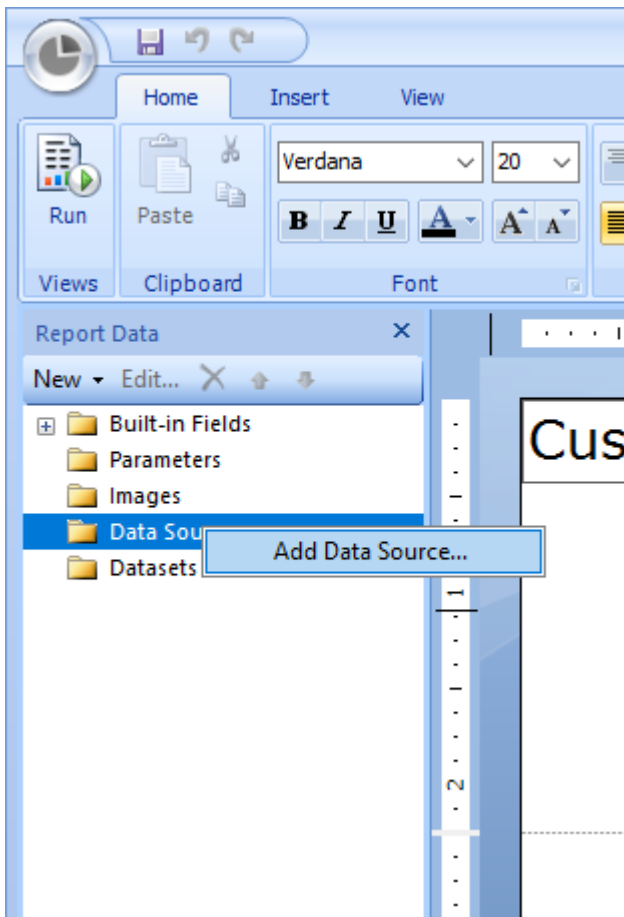 Home Insert View
Verdana 20
B I U A A A
Run Paste
Views Clipboard Font
Report Data
New Edit...
Built-in Fields
Cus
Parameters
Images
Data Sou
Add Data Source...
Datasets
1
2